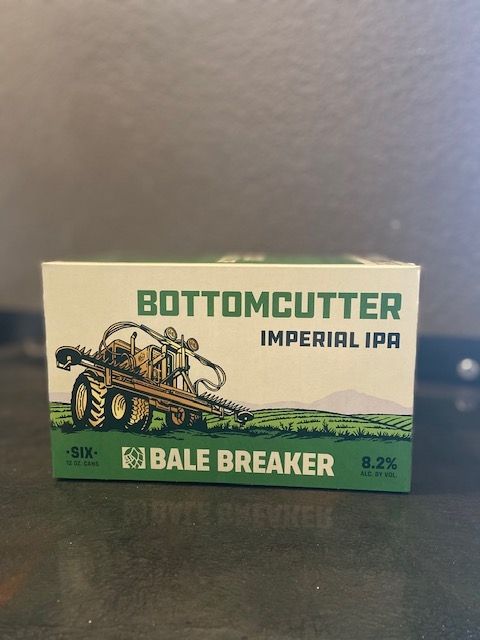 BOTTOMCUTTER
IMPERIAL IPA
·SIX·
12 OZ. CANS
BALE BREAKER
8.2%
ALC. BY VOL.